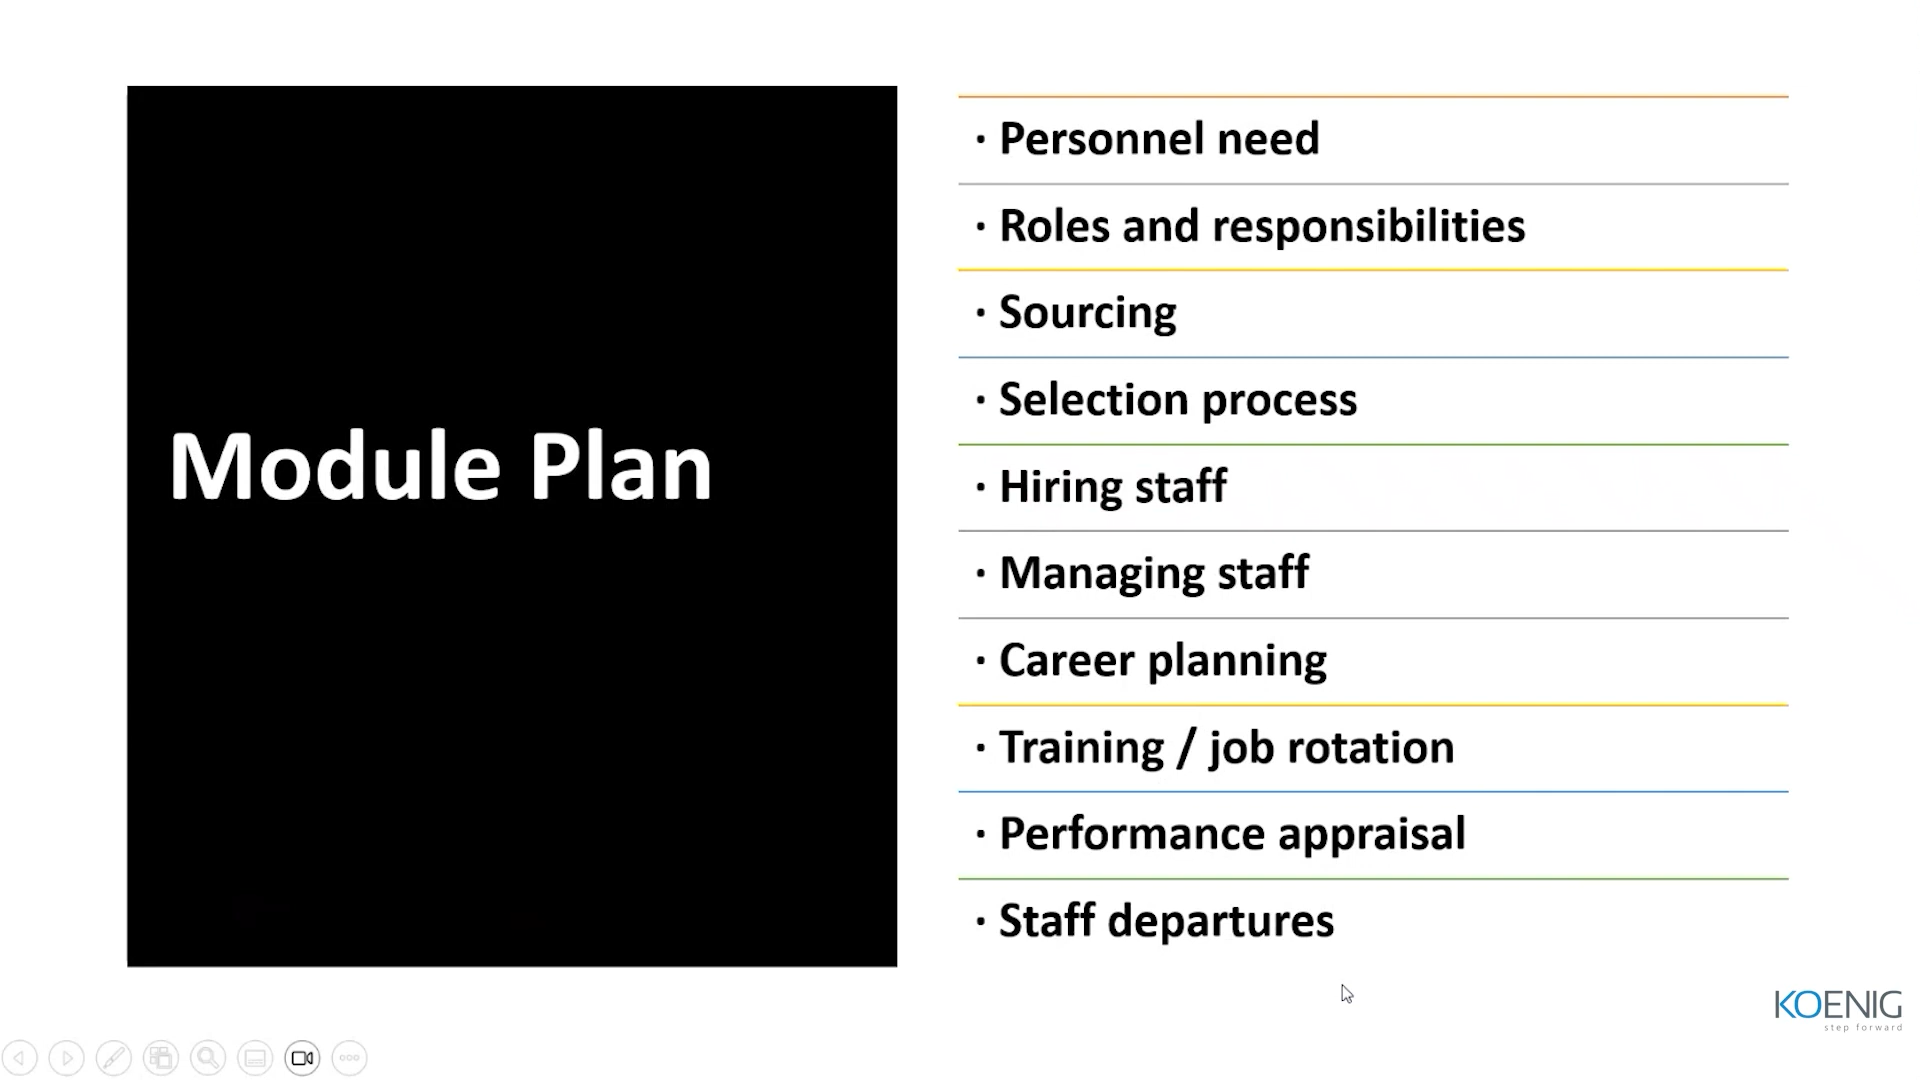 Module Plan
· Personnel need
· Roles and responsibilities
· Sourcing
· Selection process
· Hiring staff
· Managing staff
· Career planning
· Training / job rotation
· Performance appraisal
· Staff departures
KOENIG
step forward